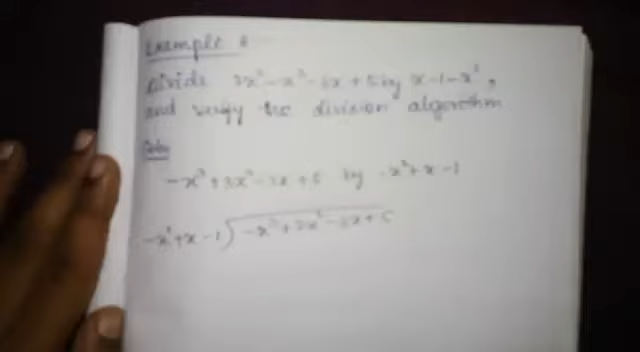 Example 8
Divide 3x² - x³ - 3x + 5 by x - 1 - x²,
and verify the division algorithm
Soln
-x³ + 3x² - 3x + 5 by -x² + x - 1
-x² + x - 1) -x³ + 3x² - 3x + 5